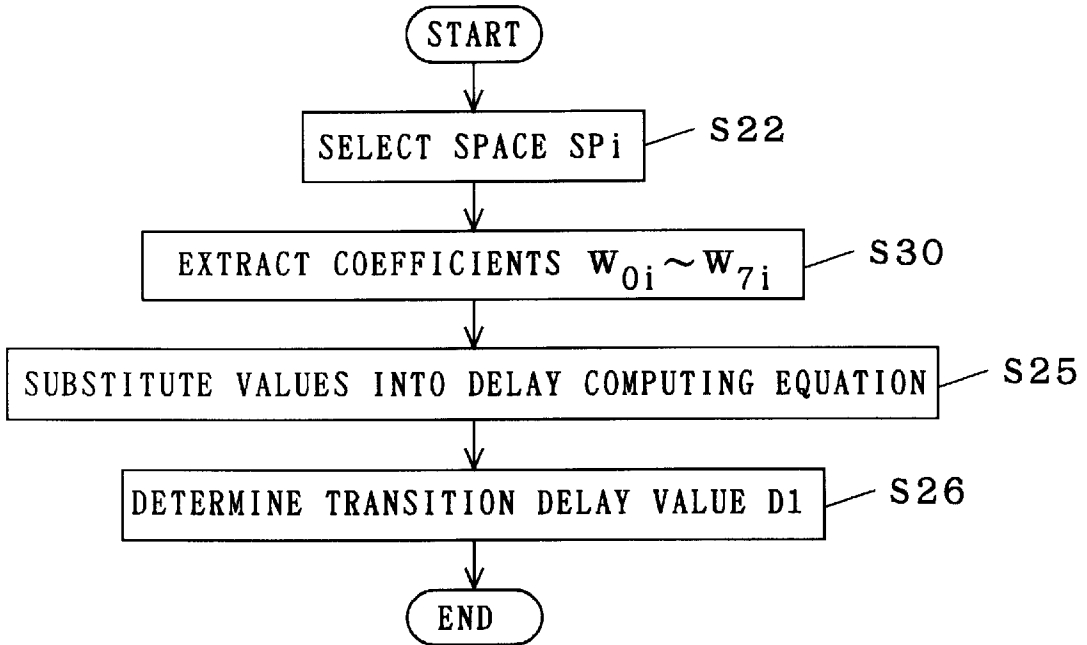 START
SELECT SPACE SPi
S22
EXTRACT COEFFICIENTS W0i~W7i
S30
SUBSTITUTE VALUES INTO DELAY COMPUTING EQUATION
S25
DETERMINE TRANSITION DELAY VALUE D1
S26
END